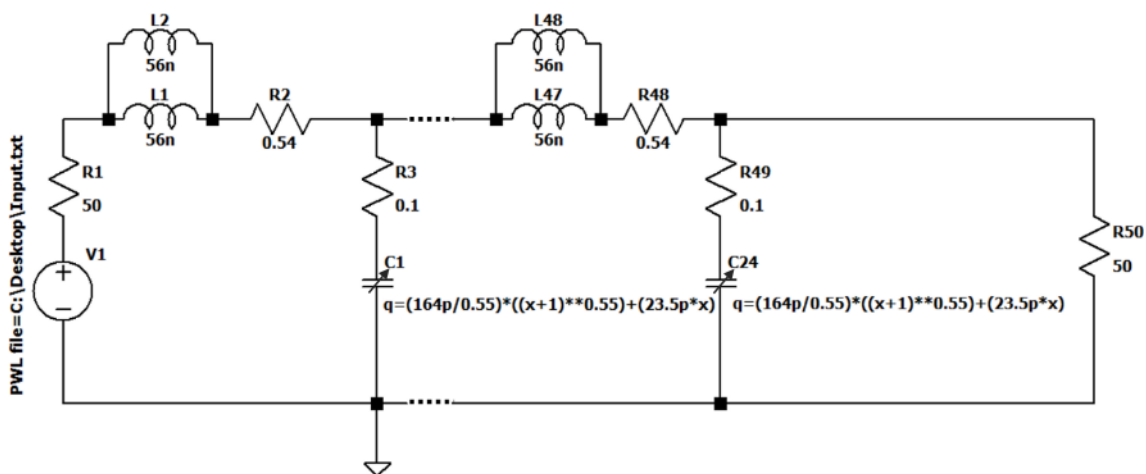 L2
56n
L1
56n
R2
0.54
L48
56n
L47
56n
R48
0.54
R1
50
R3
0.1
R49
0.1
R50
50
V1
C1
q=(164p/0.55)*((x+1)**0.55)+(23.5p*x)
C24
q=(164p/0.55)*((x+1)**0.55)+(23.5p*x)
PWL file=C:\Desktop\Input.txt